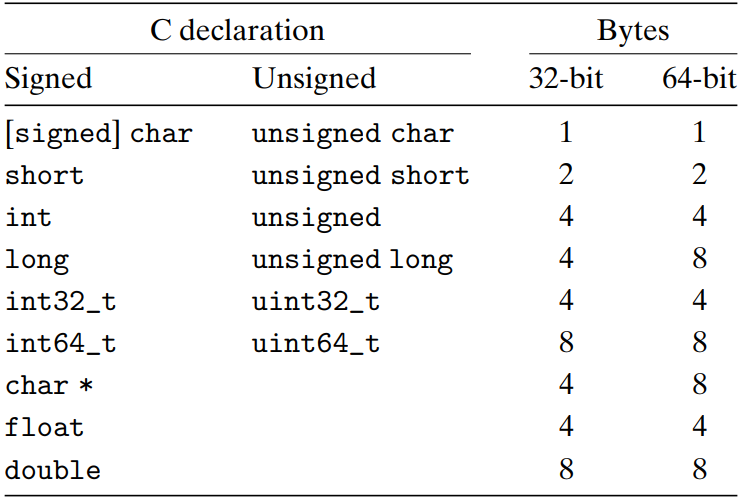 C declaration Bytes
Signed Unsigned 32-bit 64-bit
[signed] char unsigned char 1 1
short unsigned short 2 2
int unsigned 4 4
long unsigned long 4 8
int32_t uint32_t 4 4
int64_t uint64_t 8 8
char * 4 8
float 4 4
double 8 8